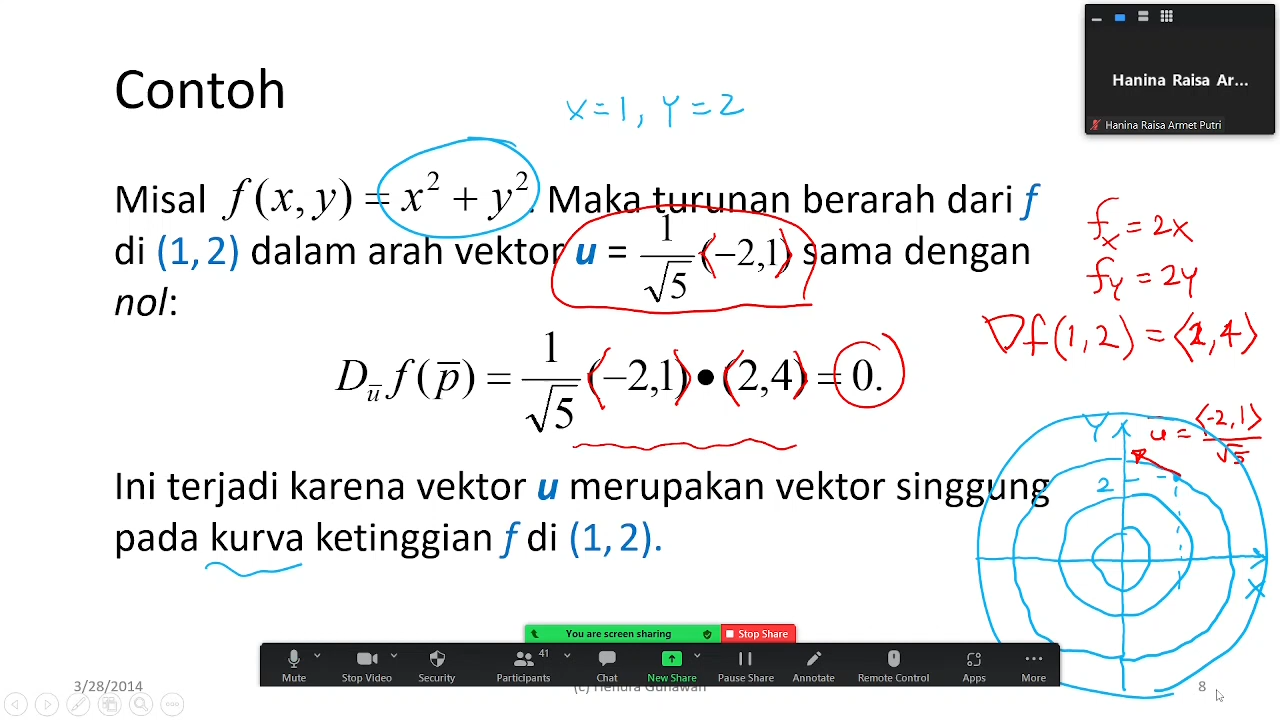 Contoh
x=1, y=2
Hanina Raisa Ar...
Hanina Raisa Armet Putri
Misal f(x, y) = x² + y². Maka turunan berarah dari f
di (1, 2) dalam arah vektor u = 1/√5 ⟨−2,1⟩ sama dengan
nol:
fx = 2x
fy = 2y
∇f(1,2) = ⟨2,4⟩
Dū f(p̄) = 1/√5 ⟨−2,1⟩ • ⟨2,4⟩ = 0.
u = ⟨-2,1⟩/√5
Y
2
X
Ini terjadi karena vektor u merupakan vektor singgung
pada kurva ketinggian f di (1, 2).
You are screen sharing Stop Share
41
Mute Stop Video Security Participants Chat New Share Pause Share Annotate Remote Control Apps More
3/28/2014 (c) Hendra Gunawan 8